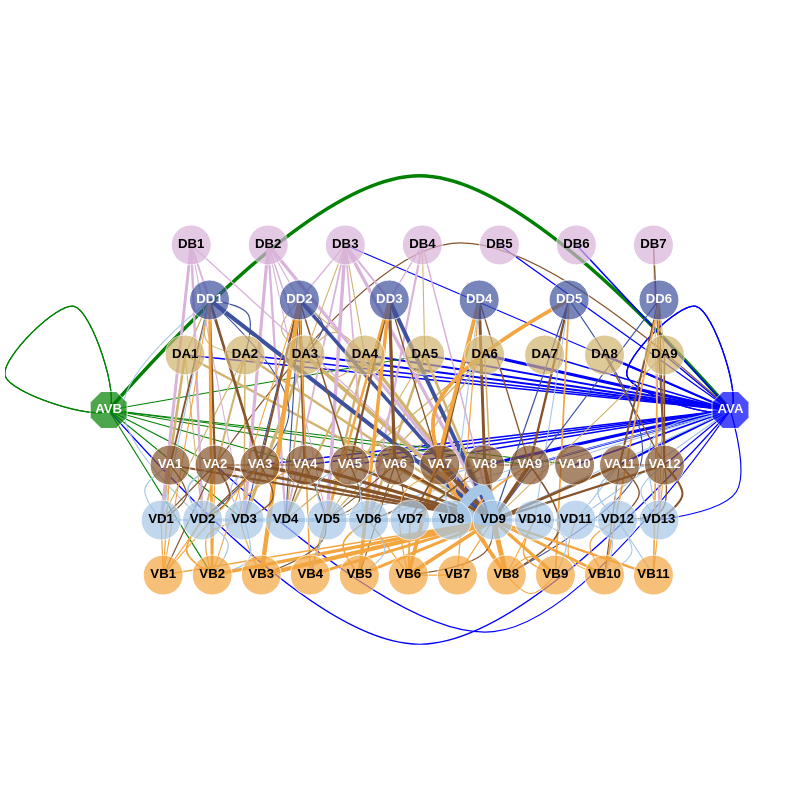 DB1 DB2 DB3 DB4 DB5 DB6 DB7
DD1 DD2 DD3 DD4 DD5 DD6
DA1 DA2 DA3 DA4 DA5 DA6 DA7 DA8 DA9
AVB AVA
VA1 VA2 VA3 VA4 VA5 VA6 VA7 VA8 VA9 VA10 VA11 VA12
VD1 VD2 VD3 VD4 VD5 VD6 VD7 VD8 VD9 VD10 VD11 VD12 VD13
VB1 VB2 VB3 VB4 VB5 VB6 VB7 VB8 VB9 VB10 VB11